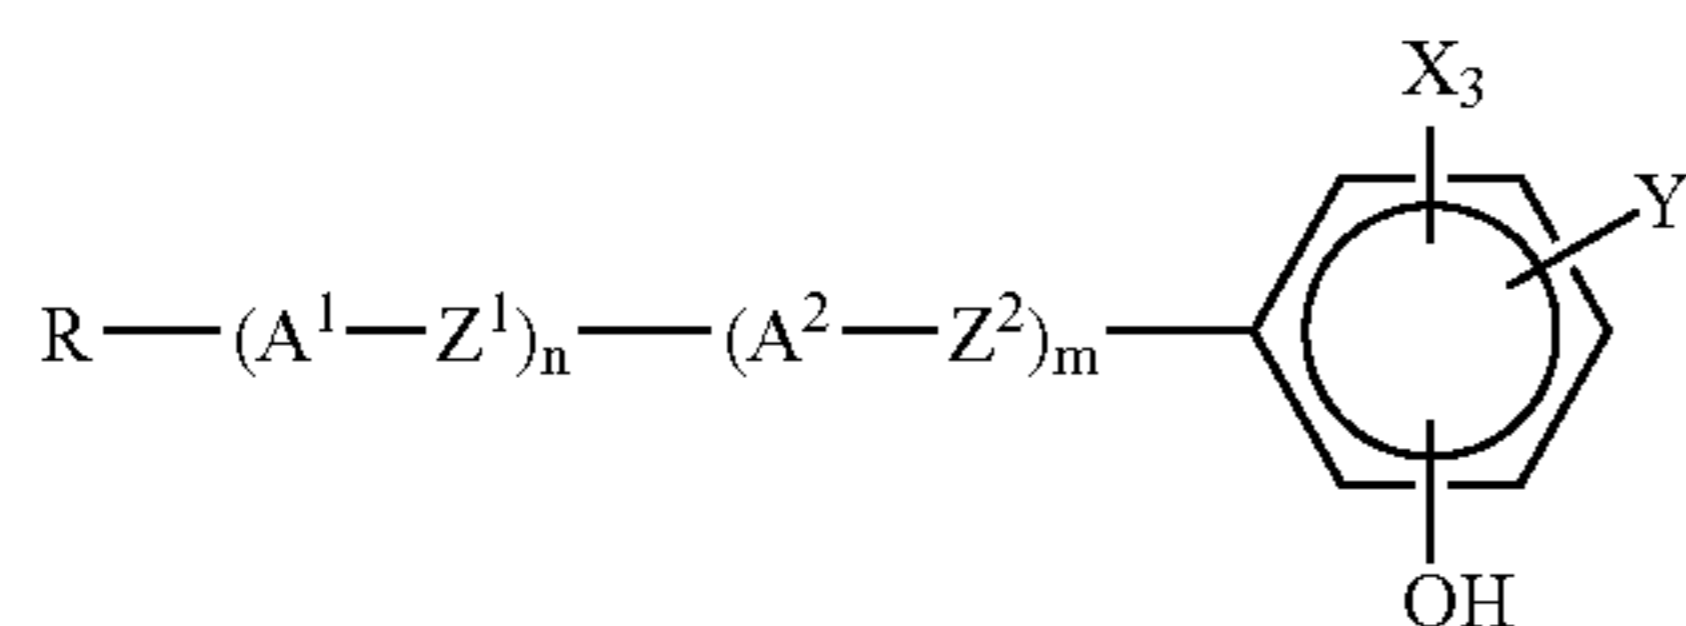 X₃
Y
R—(A¹—Z¹)ₙ—(A²—Z²)ₘ—
OH